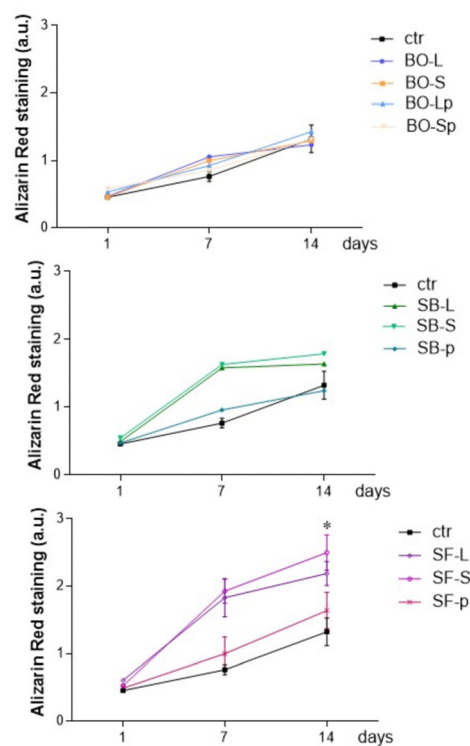 Alizarin Red staining (a.u.)
3
2
1
0
1
7
14
days
ctr
BO-L
BO-S
BO-Lp
BO-Sp
Alizarin Red staining (a.u.)
3
2
1
0
1
7
14
days
ctr
SB-L
SB-S
SB-p
Alizarin Red staining (a.u.)
3
2
1
0
1
7
14
days
*
ctr
SF-L
SF-S
SF-p